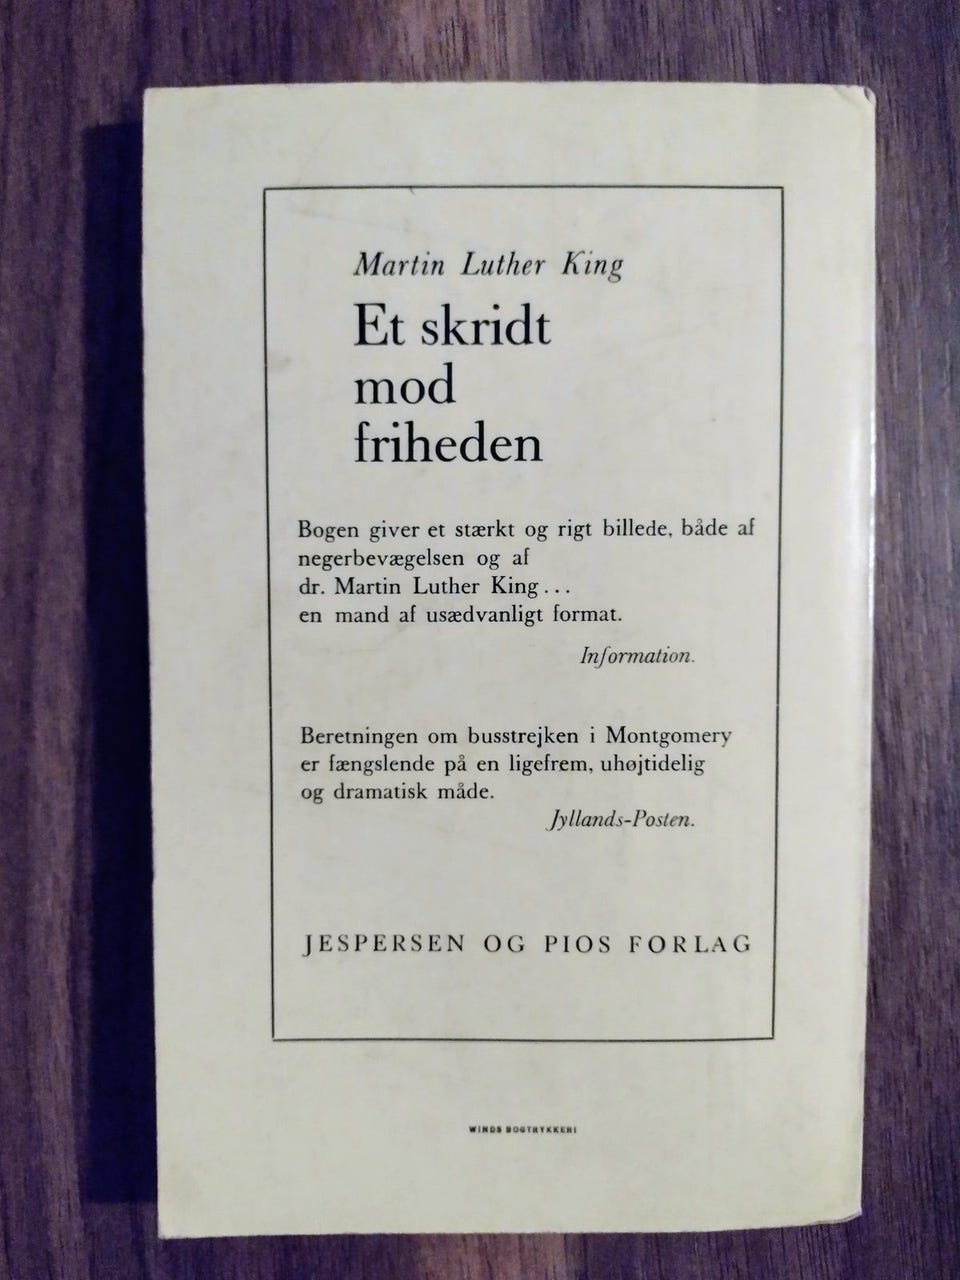 Martin Luther King
Et skridt
mod
friheden
Bogen giver et stærkt og rigt billede, både af
negerbevægelsen og af
dr. Martin Luther King...
en mand af usædvanligt format.
Information.
Beretningen om busstrejken i Montgomery
er fængslende på en ligefrem, uhøjtidelig
og dramatisk måde.
Jyllands-Posten.
JESPERSEN OG PIOS FORLAG
WINDS BOGTRYKKERI